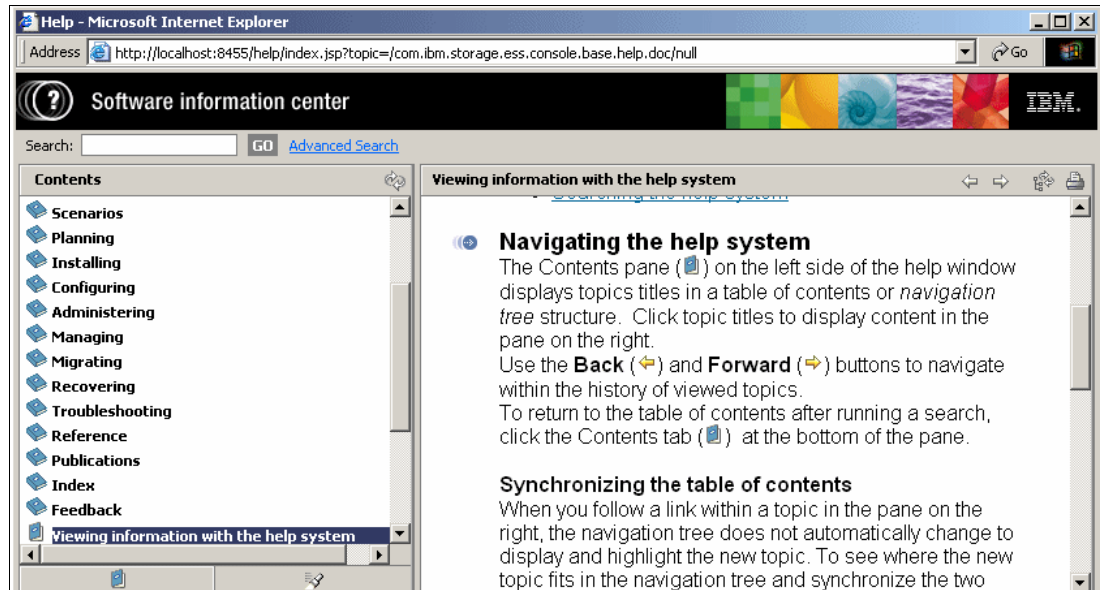 Help - Microsoft Internet Explorer
Address http://localhost:8455/help/index.jsp?topic=/com.ibm.storage.ess.console.base.help.doc/null Go
Software information center IBM.
Search: GO Advanced Search
Contents
Scenarios
Planning
Installing
Configuring
Administering
Managing
Migrating
Recovering
Troubleshooting
Reference
Publications
Index
Feedback
Viewing information with the help system
Viewing information with the help system
Searching the help system
Navigating the help system
The Contents pane ( ) on the left side of the help window
displays topics titles in a table of contents or navigation
tree structure. Click topic titles to display content in the
pane on the right.
Use the Back ( ) and Forward ( ) buttons to navigate
within the history of viewed topics.
To return to the table of contents after running a search,
click the Contents tab ( ) at the bottom of the pane.
Synchronizing the table of contents
When you follow a link within a topic in the pane on the
right, the navigation tree does not automatically change to
display and highlight the new topic. To see where the new
topic fits in the navigation tree and synchronize the two